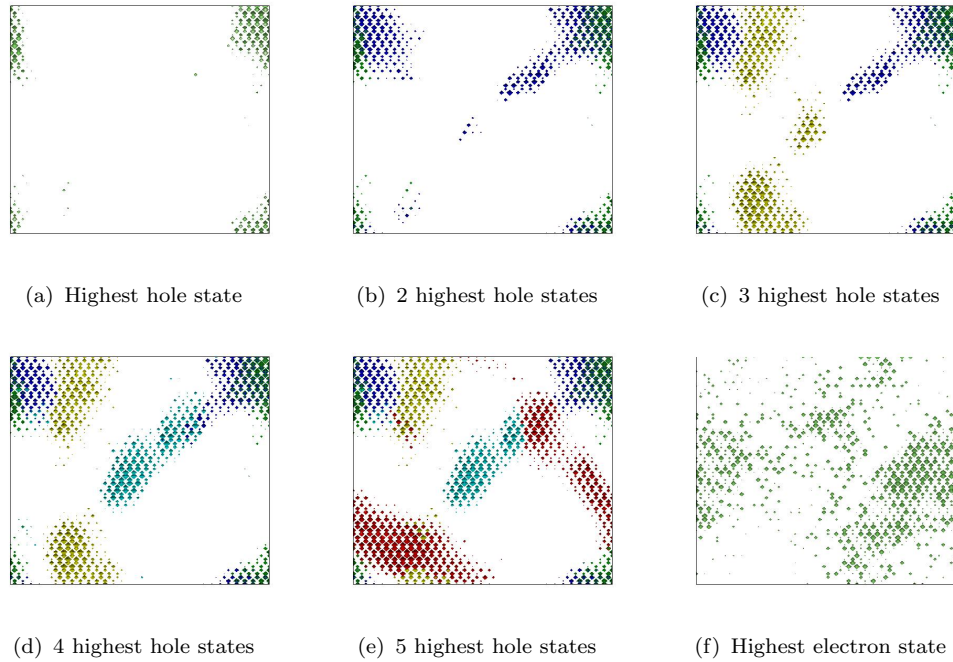 (a) Highest hole state
(b) 2 highest hole states
(c) 3 highest hole states
(d) 4 highest hole states
(e) 5 highest hole states
(f) Highest electron state